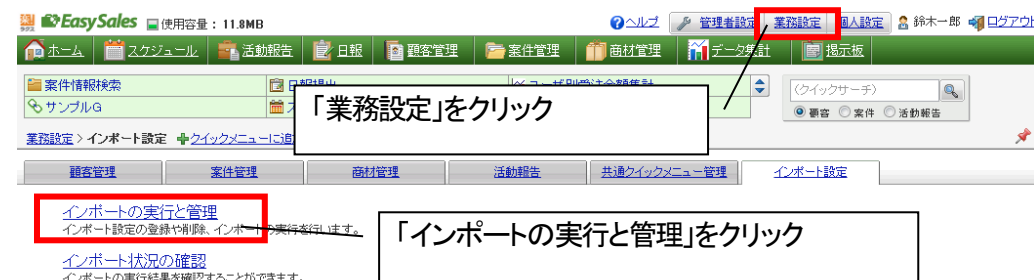 EasySales 使用容量：11.8MB ヘルプ 管理者設定 業務設定 個人設定 鈴木一郎 ログアウト
ホーム スケジュール 活動報告 日報 顧客管理 案件管理 商材管理 データ集計 掲示板
案件情報検索
(クイックサーチ)
サンプルG
顧客 案件 活動報告
「業務設定」をクリック
業務設定 > インポート設定 クイックメニューに追
顧客管理 案件管理 商材管理 活動報告 共通クイックメニュー管理 インポート設定
インポートの実行と管理
インポート設定の登録や削除、インポートの実行を行います。
「インポートの実行と管理」をクリック
インポート状況の確認
インポートの実行結果を確認することができます。